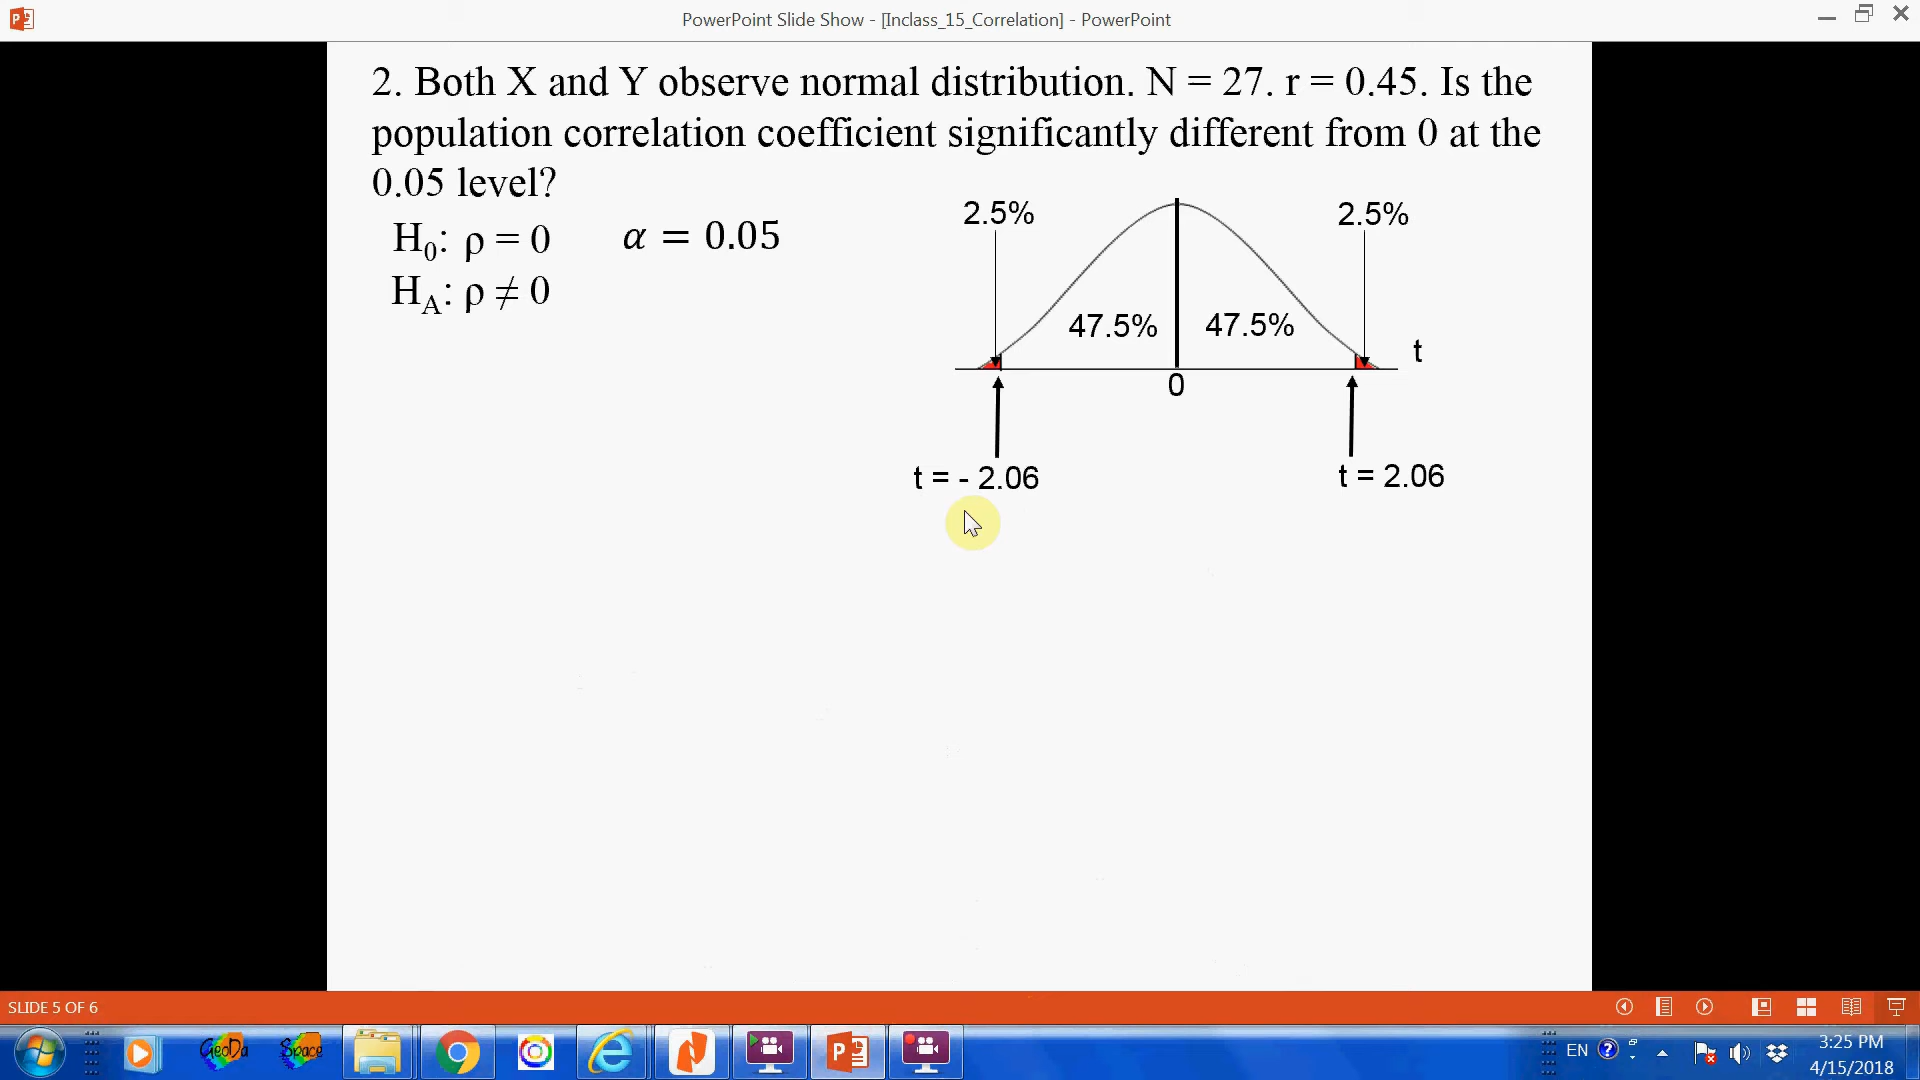 PowerPoint Slide Show - [Inclass_15_Correlation] - PowerPoint
2. Both X and Y observe normal distribution. N = 27. r = 0.45. Is the
population correlation coefficient significantly different from 0 at the
0.05 level?
H₀: ρ = 0
α = 0.05
H_A: ρ ≠ 0
2.5%
2.5%
47.5%
47.5%
t
0
t = - 2.06
t = 2.06
SLIDE 5 OF 6
GeoDa
Space
EN
3:25 PM
4/15/2018